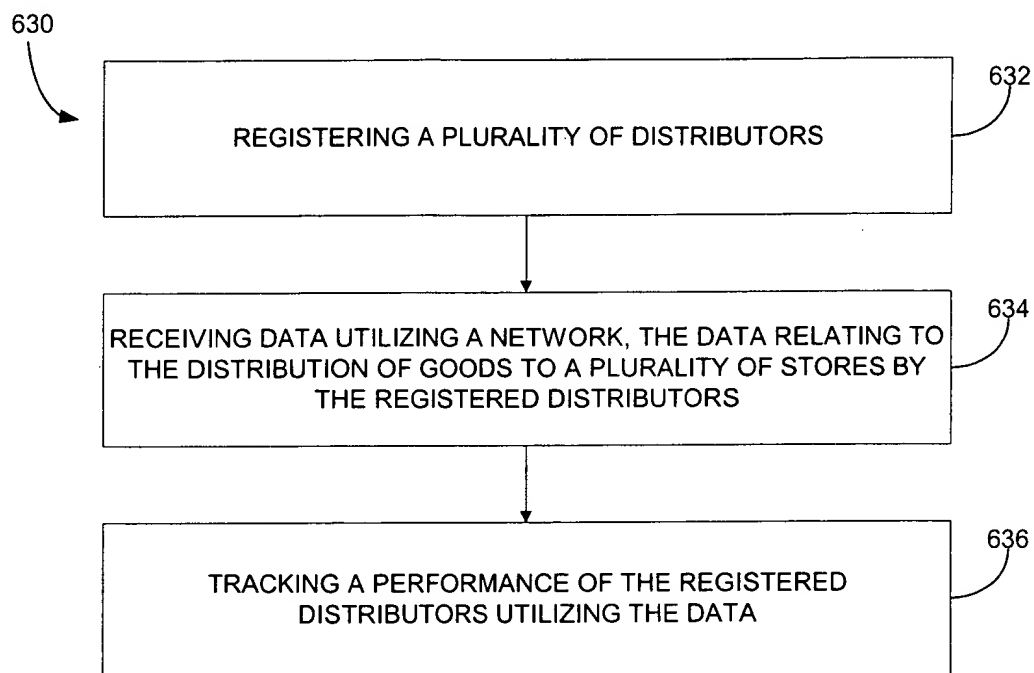 630
632
REGISTERING A PLURALITY OF DISTRIBUTORS
634
RECEIVING DATA UTILIZING A NETWORK, THE DATA RELATING TO
THE DISTRIBUTION OF GOODS TO A PLURALITY OF STORES BY
THE REGISTERED DISTRIBUTORS
636
TRACKING A PERFORMANCE OF THE REGISTERED
DISTRIBUTORS UTILIZING THE DATA